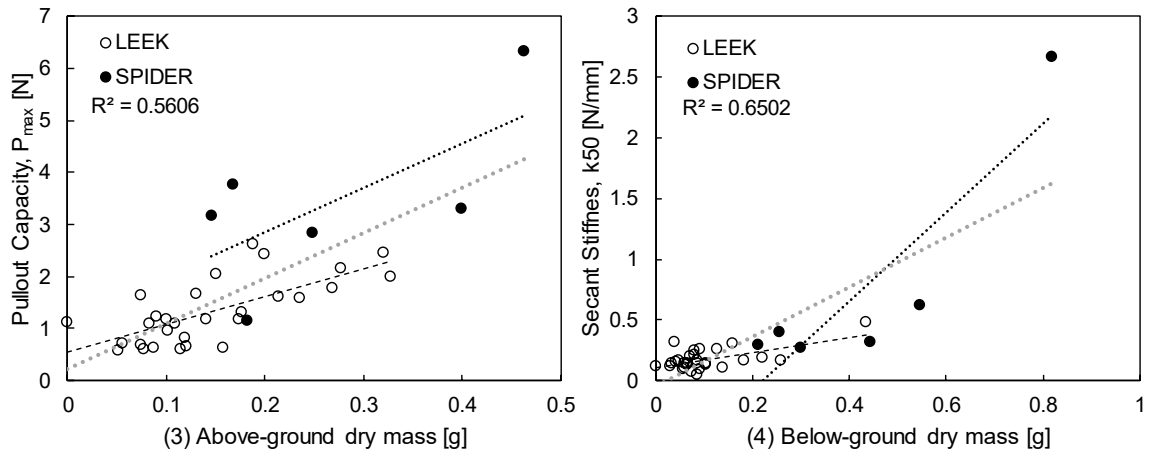 7
6
5
4
3
2
1
0
Pullout Capacity, Pmax [N]
LEEK
SPIDER
R² = 0.5606
0 0.1 0.2 0.3 0.4 0.5
(3) Above-ground dry mass [g]
3
2.5
2
1.5
1
0.5
0
Secant Stiffnes, k50 [N/mm]
LEEK
SPIDER
R² = 0.6502
0 0.2 0.4 0.6 0.8 1
(4) Below-ground dry mass [g]